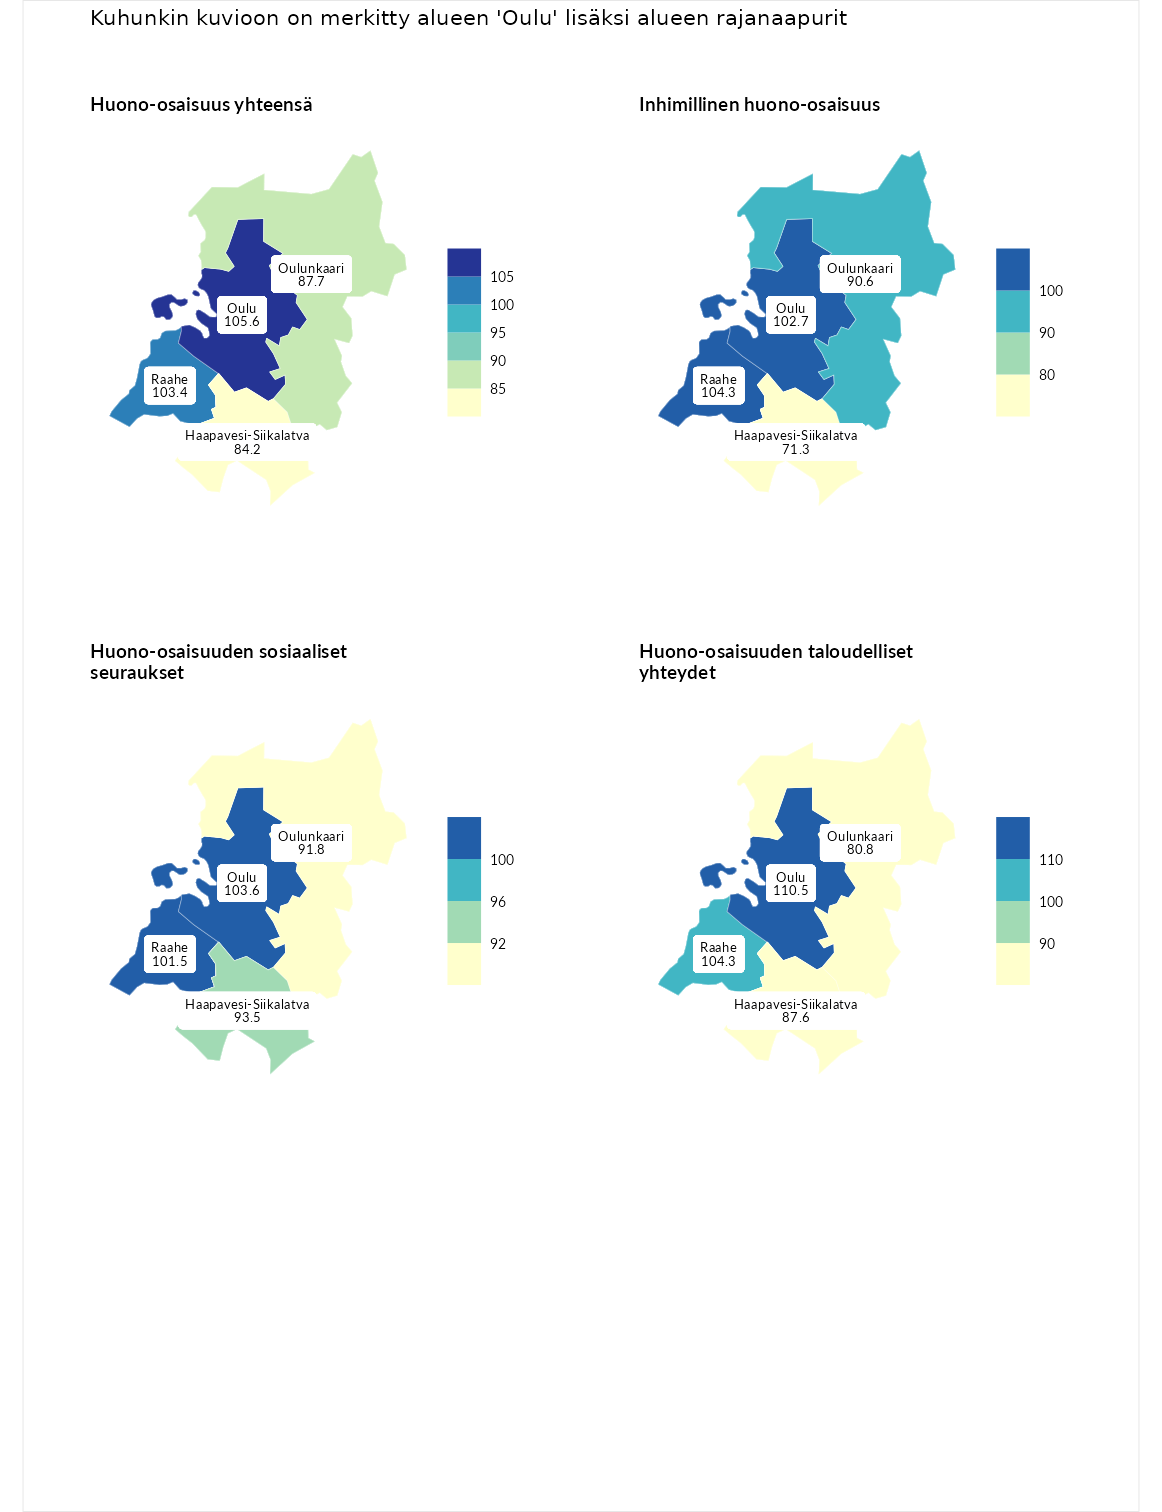 Kuhunkin kuvioon on merkitty alueen 'Oulu' lisäksi alueen rajanaapurit
Huono-osaisuus yhteensä
Oulunkaari
87.7
Oulu
105.6
Raahe
103.4
Haapavesi-Siikalatva
84.2
105
100
95
90
85
Inhimillinen huono-osaisuus
Oulunkaari
90.6
Oulu
102.7
Raahe
104.3
Haapavesi-Siikalatva
71.3
100
90
80
Huono-osaisuuden sosiaaliset
seuraukset
Oulunkaari
91.8
Oulu
103.6
Raahe
101.5
Haapavesi-Siikalatva
93.5
100
96
92
Huono-osaisuuden taloudelliset
yhteydet
Oulunkaari
80.8
Oulu
110.5
Raahe
104.3
Haapavesi-Siikalatva
87.6
110
100
90